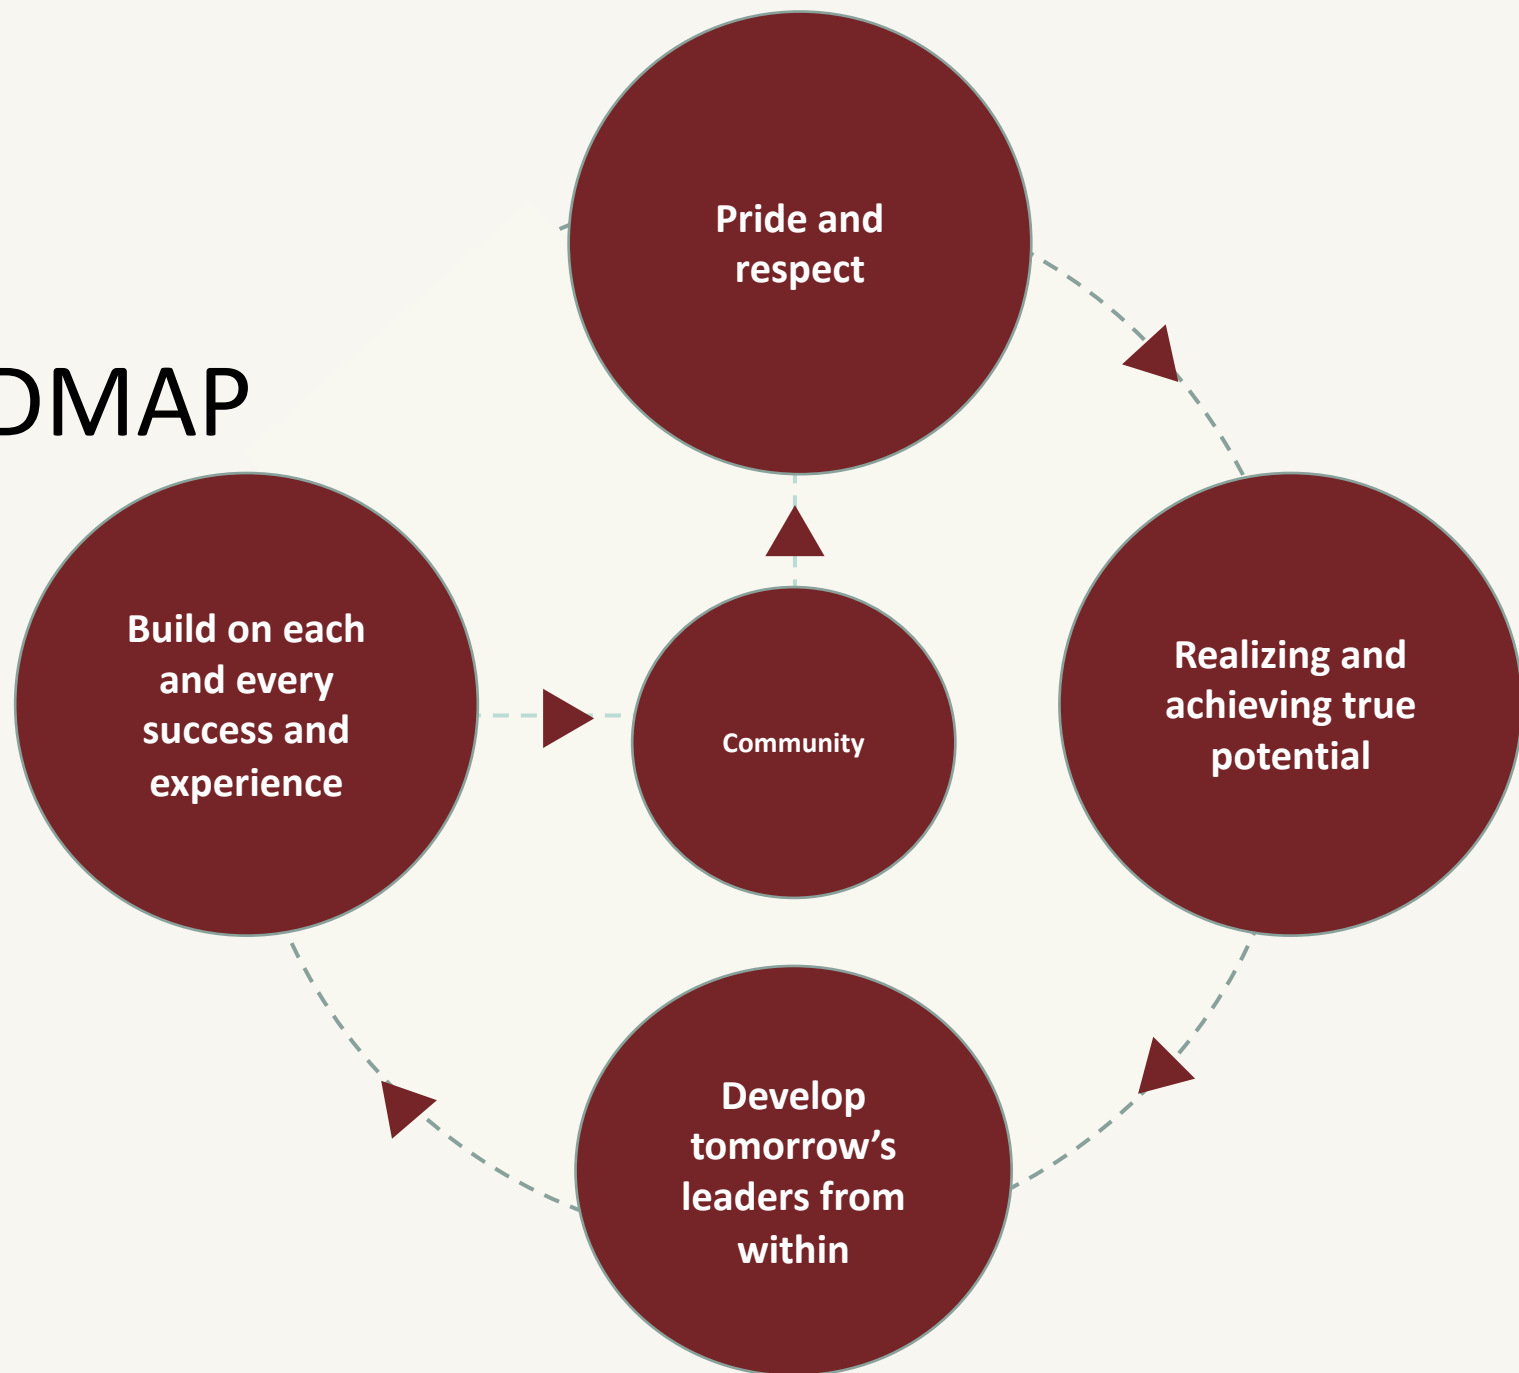 Pride and
respect
DMAP
Build on each
and every
success and
experience
Community
Realizing and
achieving true
potential
Develop
tomorrow’s
leaders from
within